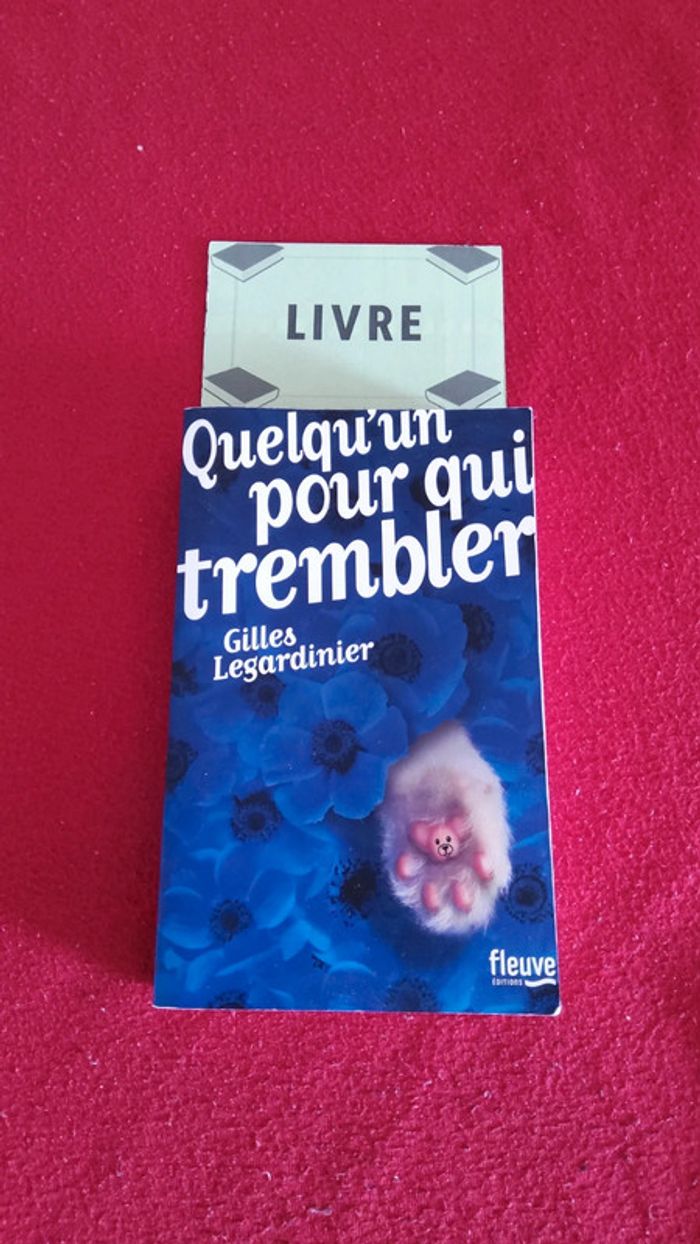 LIVRE
Quelqu'un
pour qui
trembler
Gilles
Legardinier
fleuve
ÉDITIONS